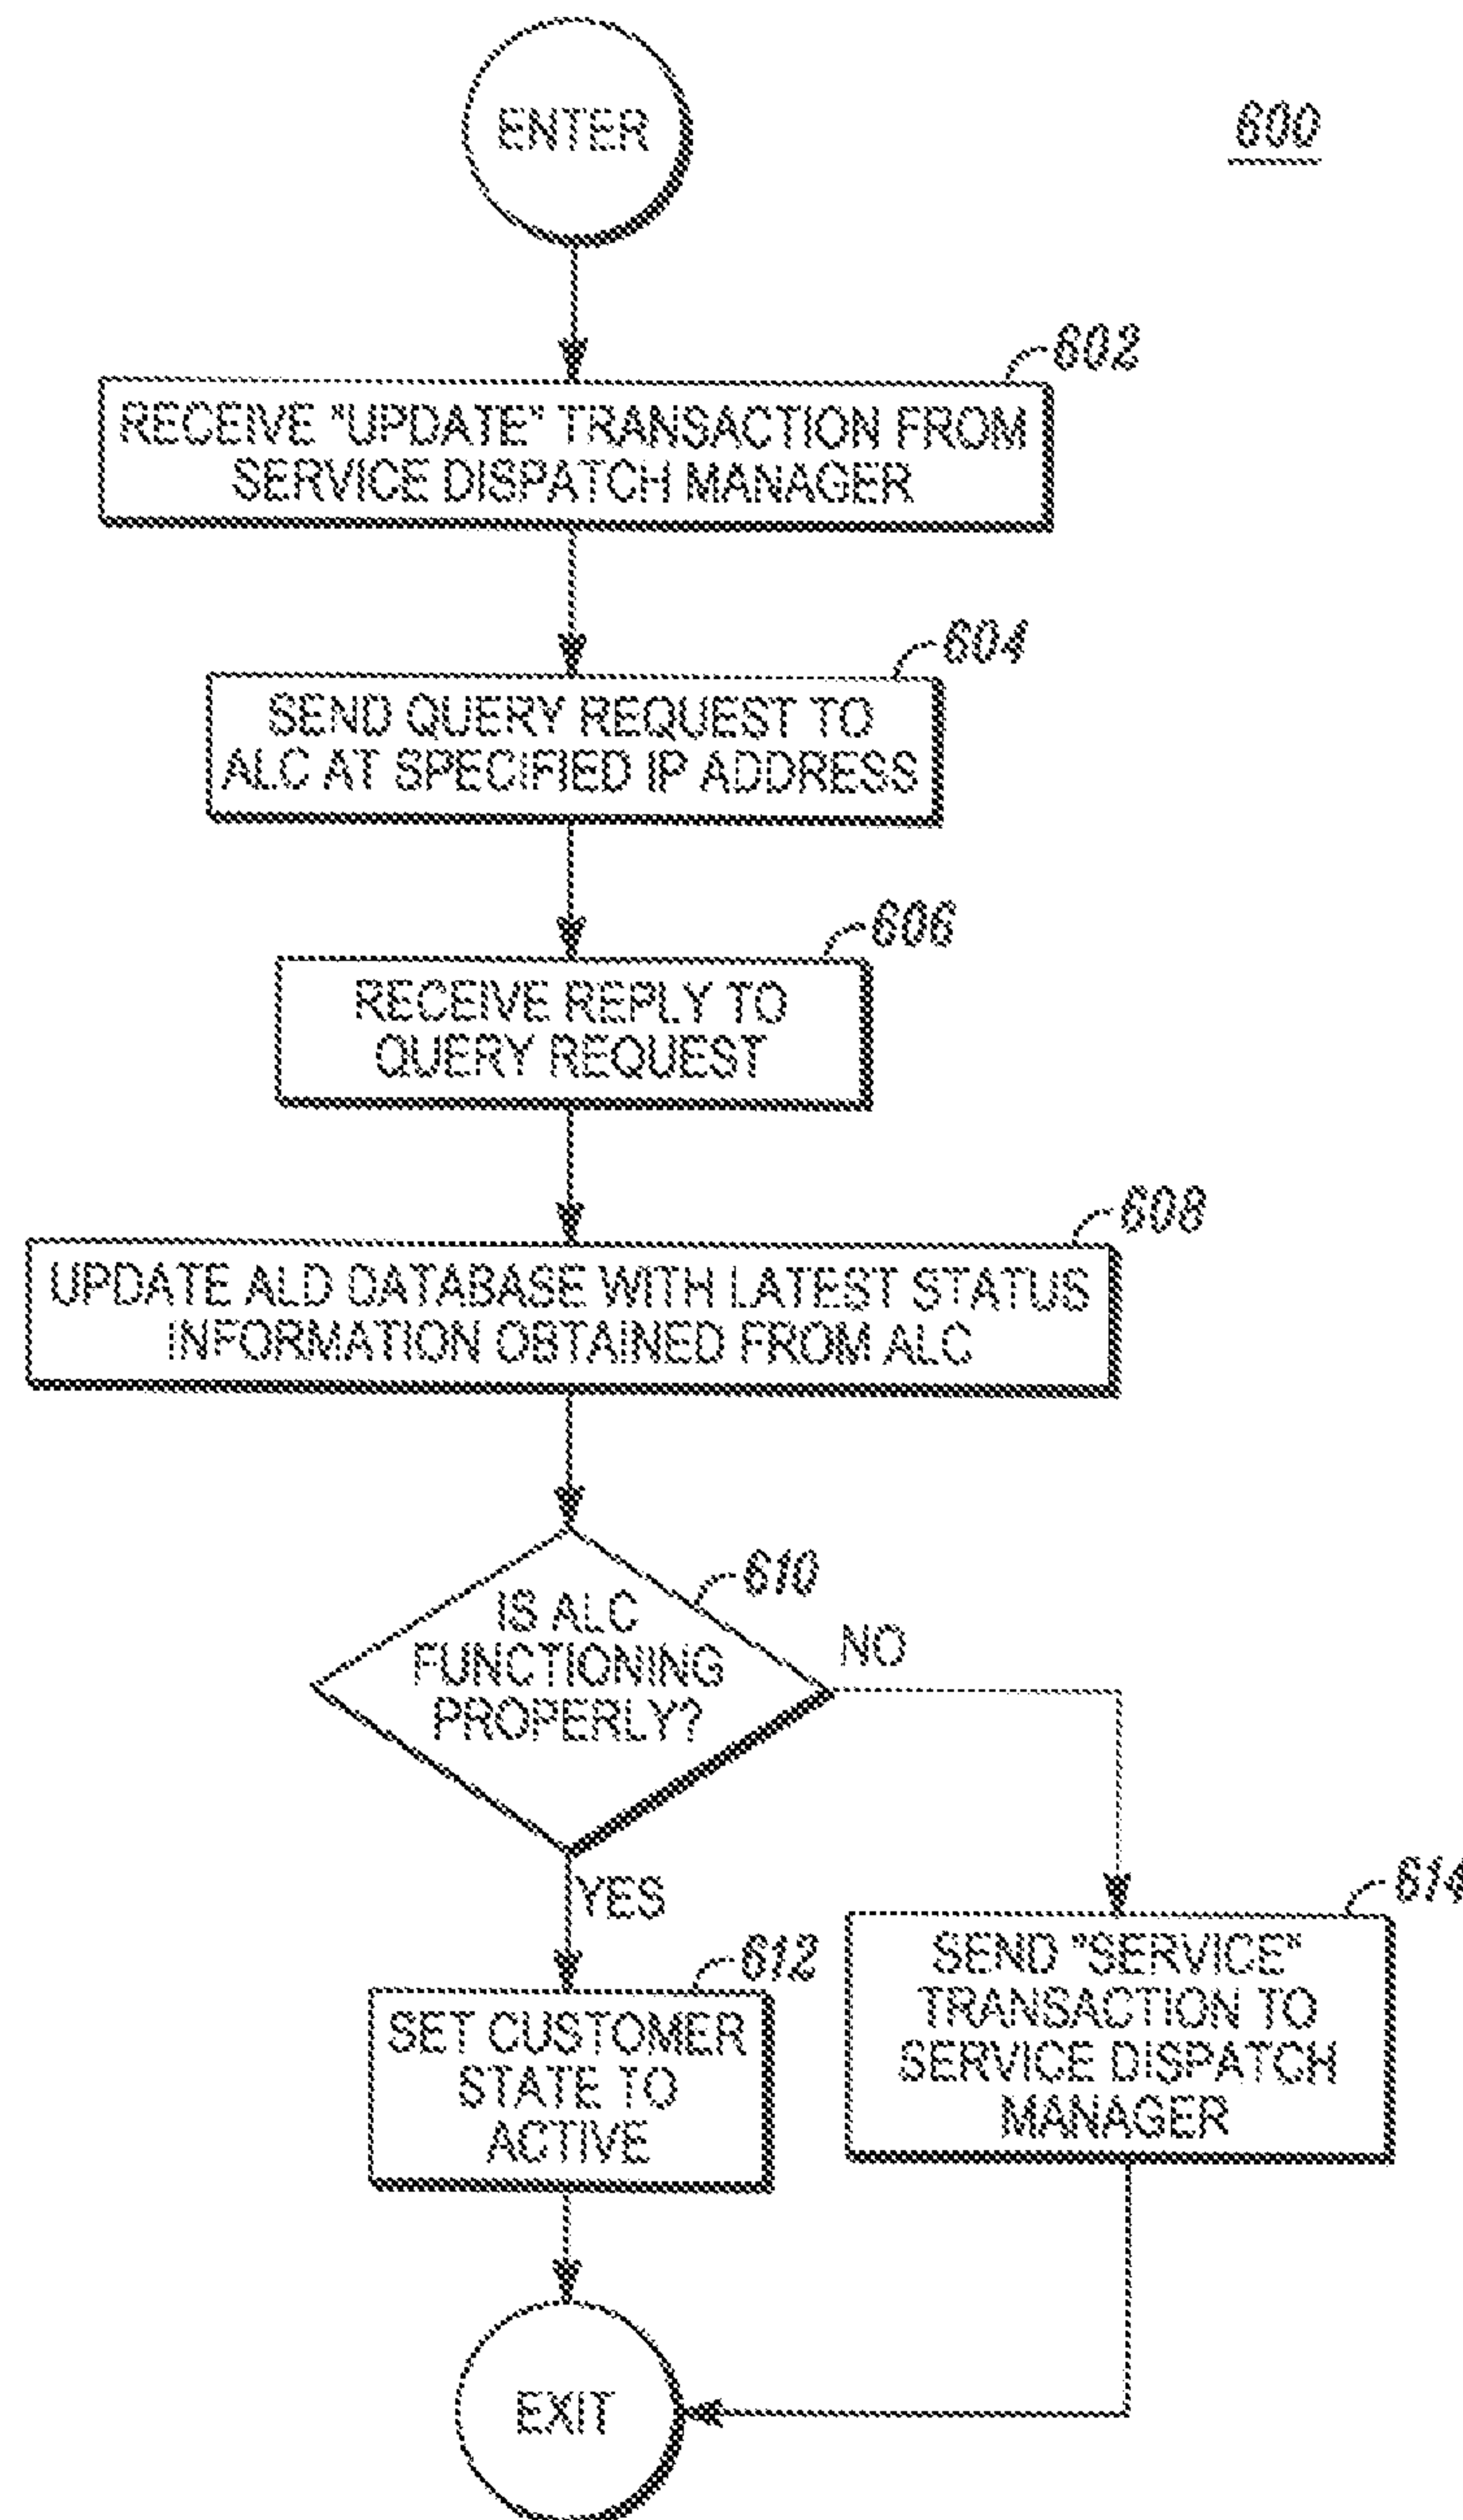 ENTER
600
602
RECEIVE "UPDATE" TRANSACTION FROM
SERVICE DISPATCH MANAGER
604
SEND QUERY REQUEST TO
ALC AT SPECIFIED IP ADDRESS
606
RECEIVE REPLY TO
QUERY REQUEST
608
UPDATE ALD DATABASE WITH LATEST STATUS
INFORMATION OBTAINED FROM ALC
610
IS ALC
FUNCTIONING
PROPERLY?
NO
YES
612
SET CUSTOMER
STATE TO
ACTIVE
614
SEND "SERVICE"
TRANSACTION TO
SERVICE DISPATCH
MANAGER
EXIT